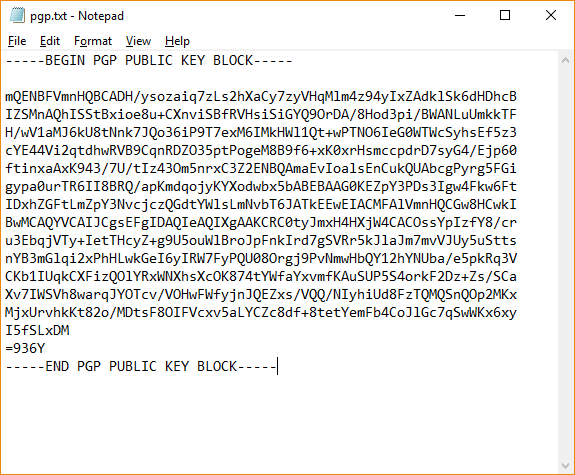 pgp.txt - Notepad
File Edit Format View Help
-----BEGIN PGP PUBLIC KEY BLOCK-----
mQENBFVmnHQBCADH/ysozaiq7zLs2hXaCy7zyVHqMlm4z94yIxZAdklSk6dHDhcB
IZSMnAQhISStBxioe8u+CXnviSBfRVHsiSiGYQ9OrDA/8Hod3pi/BWANLuUmkkTF
H/wV1aMJ6kU8tNnk7JQo36iP9T7exM6IMkHWl1Qt+wPTNO6IeG0WTWcSyhsEf5z3
cYE44Vi2qtdhwRVB9CqnRDZO35ptPogeM8B9f6+xK0xrHsmccpdrD7syG4/Ejp60
ftinxaAxK943/7U/tIz43Om5nrxC3Z2ENBQAmaEvIoalsEnCukQUAbcgPyrg5FGi
gypa0urTR6II8BRQ/apKmdqojyKYXodwbx5bABEBAAG0KEZpY3PDs3Igw4Fkw6Ft
IDxhZGFtLmZpY3NvcjczQGdtYWlsLmNvbT6JATkEEwEIACMFAlVmnHQCGw8HCwkI
BwMCAQYVCAIJCgsEFgIDAQIeAQIXgAAKCRC0tyJmxH4HXjW4CACOssYpIzfY8/cr
u3EbqjVTy+IetTHcyZ+g9U5ouWlBroJpFnkIrd7gSVRr5kJlaJm7mvVJUy5uStts
nYB3mGlqi2xPhHLwkGeI6yIRW7FyPQU08Orgj9PvNmwHbQY12hYNUba/e5pkRq3V
CKb1IUqkCXFizQOlYRxWNXhsXcOK874tYWfaYxvmfKAuSUP5S4orkF2Dz+Zs/SCa
Xv7IWSVh8warqJYOTcv/VOHwFWfyjnJQEZxs/VQQ/NIyhiUd8FzTQMQSnQOp2MKx
MjxUrvhkKt82o/MDtsF8OIFVcxv5aLYCZc8df+8tetYemFb4CoJlGc7qSwWKx6xy
I5fSLxDM
=936Y
-----END PGP PUBLIC KEY BLOCK-----